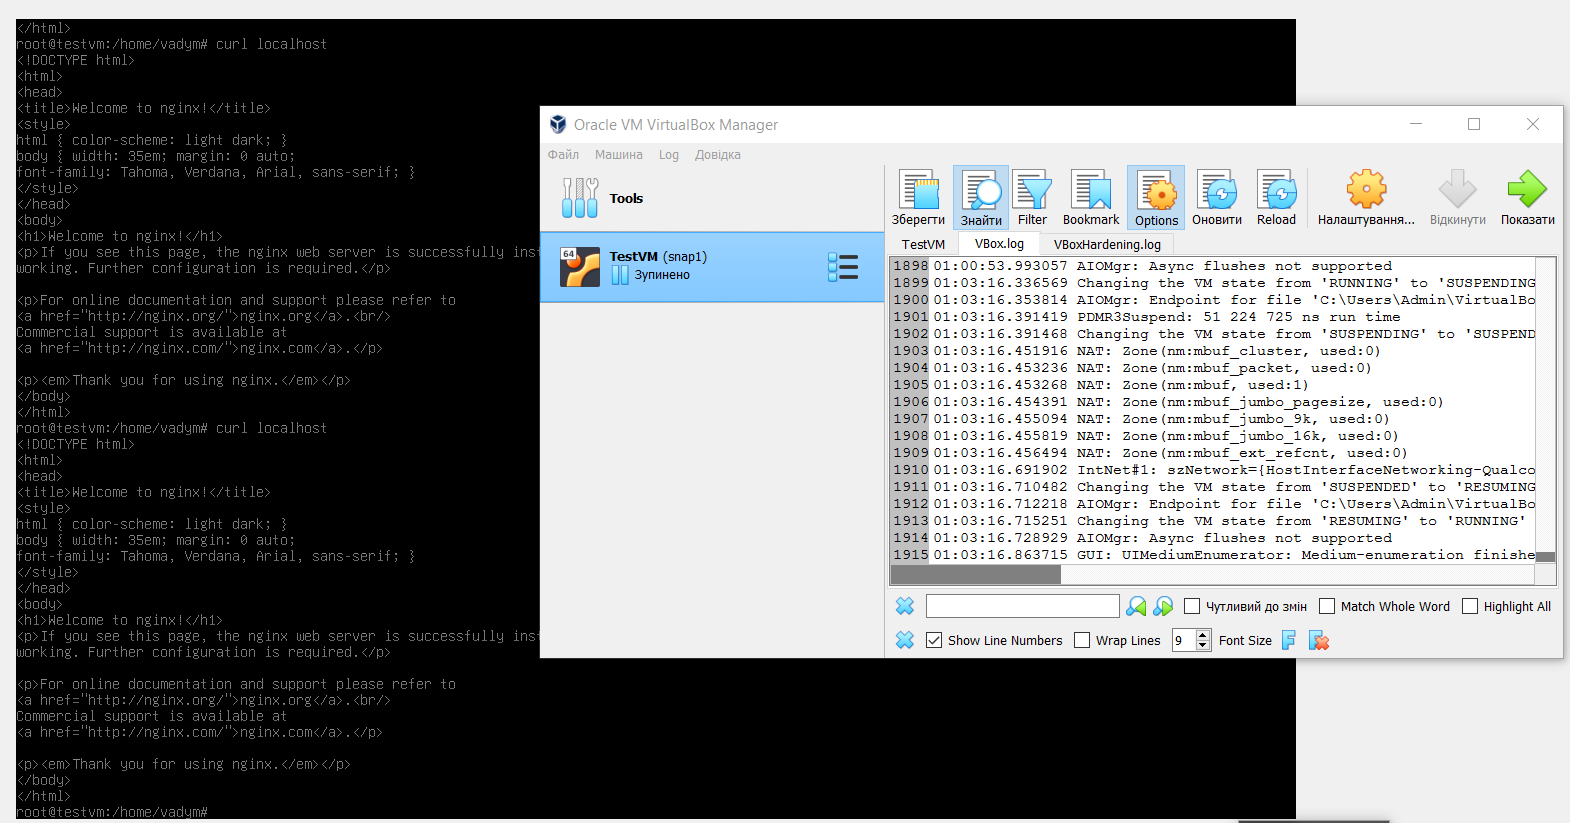 </html>
root@testvm:/home/vadym# curl localhost
<!DOCTYPE html>
<html>
<head>
<title>Welcome to nginx!</title>
<style>
html { color-scheme: light dark; }
body { width: 35em; margin: 0 auto;
font-family: Tahoma, Verdana, Arial, sans-serif; }
</style>
</head>
<body>
<h1>Welcome to nginx!</h1>
<p>If you see this page, the nginx web server is successfully inst
working. Further configuration is required.</p>
<p>For online documentation and support please refer to
<a href="http://nginx.org/">nginx.org</a>.<br/>
Commercial support is available at
<a href="http://nginx.com/">nginx.com</a>.</p>
<p><em>Thank you for using nginx.</em></p>
</body>
</html>
root@testvm:/home/vadym# curl localhost
<!DOCTYPE html>
<html>
<head>
<title>Welcome to nginx!</title>
<style>
html { color-scheme: light dark; }
body { width: 35em; margin: 0 auto;
font-family: Tahoma, Verdana, Arial, sans-serif; }
</style>
</head>
<body>
<h1>Welcome to nginx!</h1>
<p>If you see this page, the nginx web server is successfully inst
working. Further configuration is required.</p>
<p>For online documentation and support please refer to
<a href="http://nginx.org/">nginx.org</a>.<br/>
Commercial support is available at
<a href="http://nginx.com/">nginx.com</a>.</p>
<p><em>Thank you for using nginx.</em></p>
</body>
</html>
root@testvm:/home/vadym#
Oracle VM VirtualBox Manager
Файл Машина Log Довідка
Tools
64
TestVM (snap1)
Зупинено
Зберегти Знайти Filter Bookmark Options Оновити Reload Налаштування... Відкинути Показати
TestVM VBox.log VBoxHardening.log
1898 01:00:53.993057 AIOMgr: Async flushes not supported
1899 01:03:16.336569 Changing the VM state from 'RUNNING' to 'SUSPENDING
1900 01:03:16.353814 AIOMgr: Endpoint for file 'C:\Users\Admin\VirtualBo
1901 01:03:16.391419 PDMR3Suspend: 51 224 725 ns run time
1902 01:03:16.391468 Changing the VM state from 'SUSPENDING' to 'SUSPEND
1903 01:03:16.451916 NAT: Zone(nm:mbuf_cluster, used:0)
1904 01:03:16.453236 NAT: Zone(nm:mbuf_packet, used:0)
1905 01:03:16.453268 NAT: Zone(nm:mbuf, used:1)
1906 01:03:16.454391 NAT: Zone(nm:mbuf_jumbo_pagesize, used:0)
1907 01:03:16.455094 NAT: Zone(nm:mbuf_jumbo_9k, used:0)
1908 01:03:16.455819 NAT: Zone(nm:mbuf_jumbo_16k, used:0)
1909 01:03:16.456494 NAT: Zone(nm:mbuf_ext_refcnt, used:0)
1910 01:03:16.691902 IntNet#1: szNetwork={HostInterfaceNetworking-Qualco
1911 01:03:16.710482 Changing the VM state from 'SUSPENDED' to 'RESUMING
1912 01:03:16.712218 AIOMgr: Endpoint for file 'C:\Users\Admin\VirtualBo
1913 01:03:16.715251 Changing the VM state from 'RESUMING' to 'RUNNING'
1914 01:03:16.728929 AIOMgr: Async flushes not supported
1915 01:03:16.863715 GUI: UIMediumEnumerator: Medium-enumeration finishe
Чутливий до змін Match Whole Word Highlight All
Show Line Numbers Wrap Lines 9 Font Size